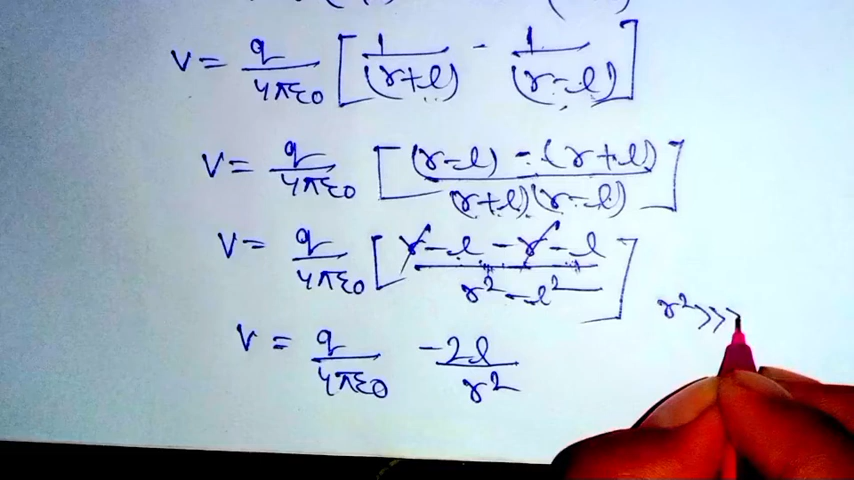 V = q/4πε0 [1/(r+l) - 1/(r-l)]
V = q/4πε0 [(r-l) - (r+l)/(r+l)(r-l)]
V = q/4πε0 [r-l-r-l/r²-l²]
r²>>>
V = q/4πε0 -2l/r²